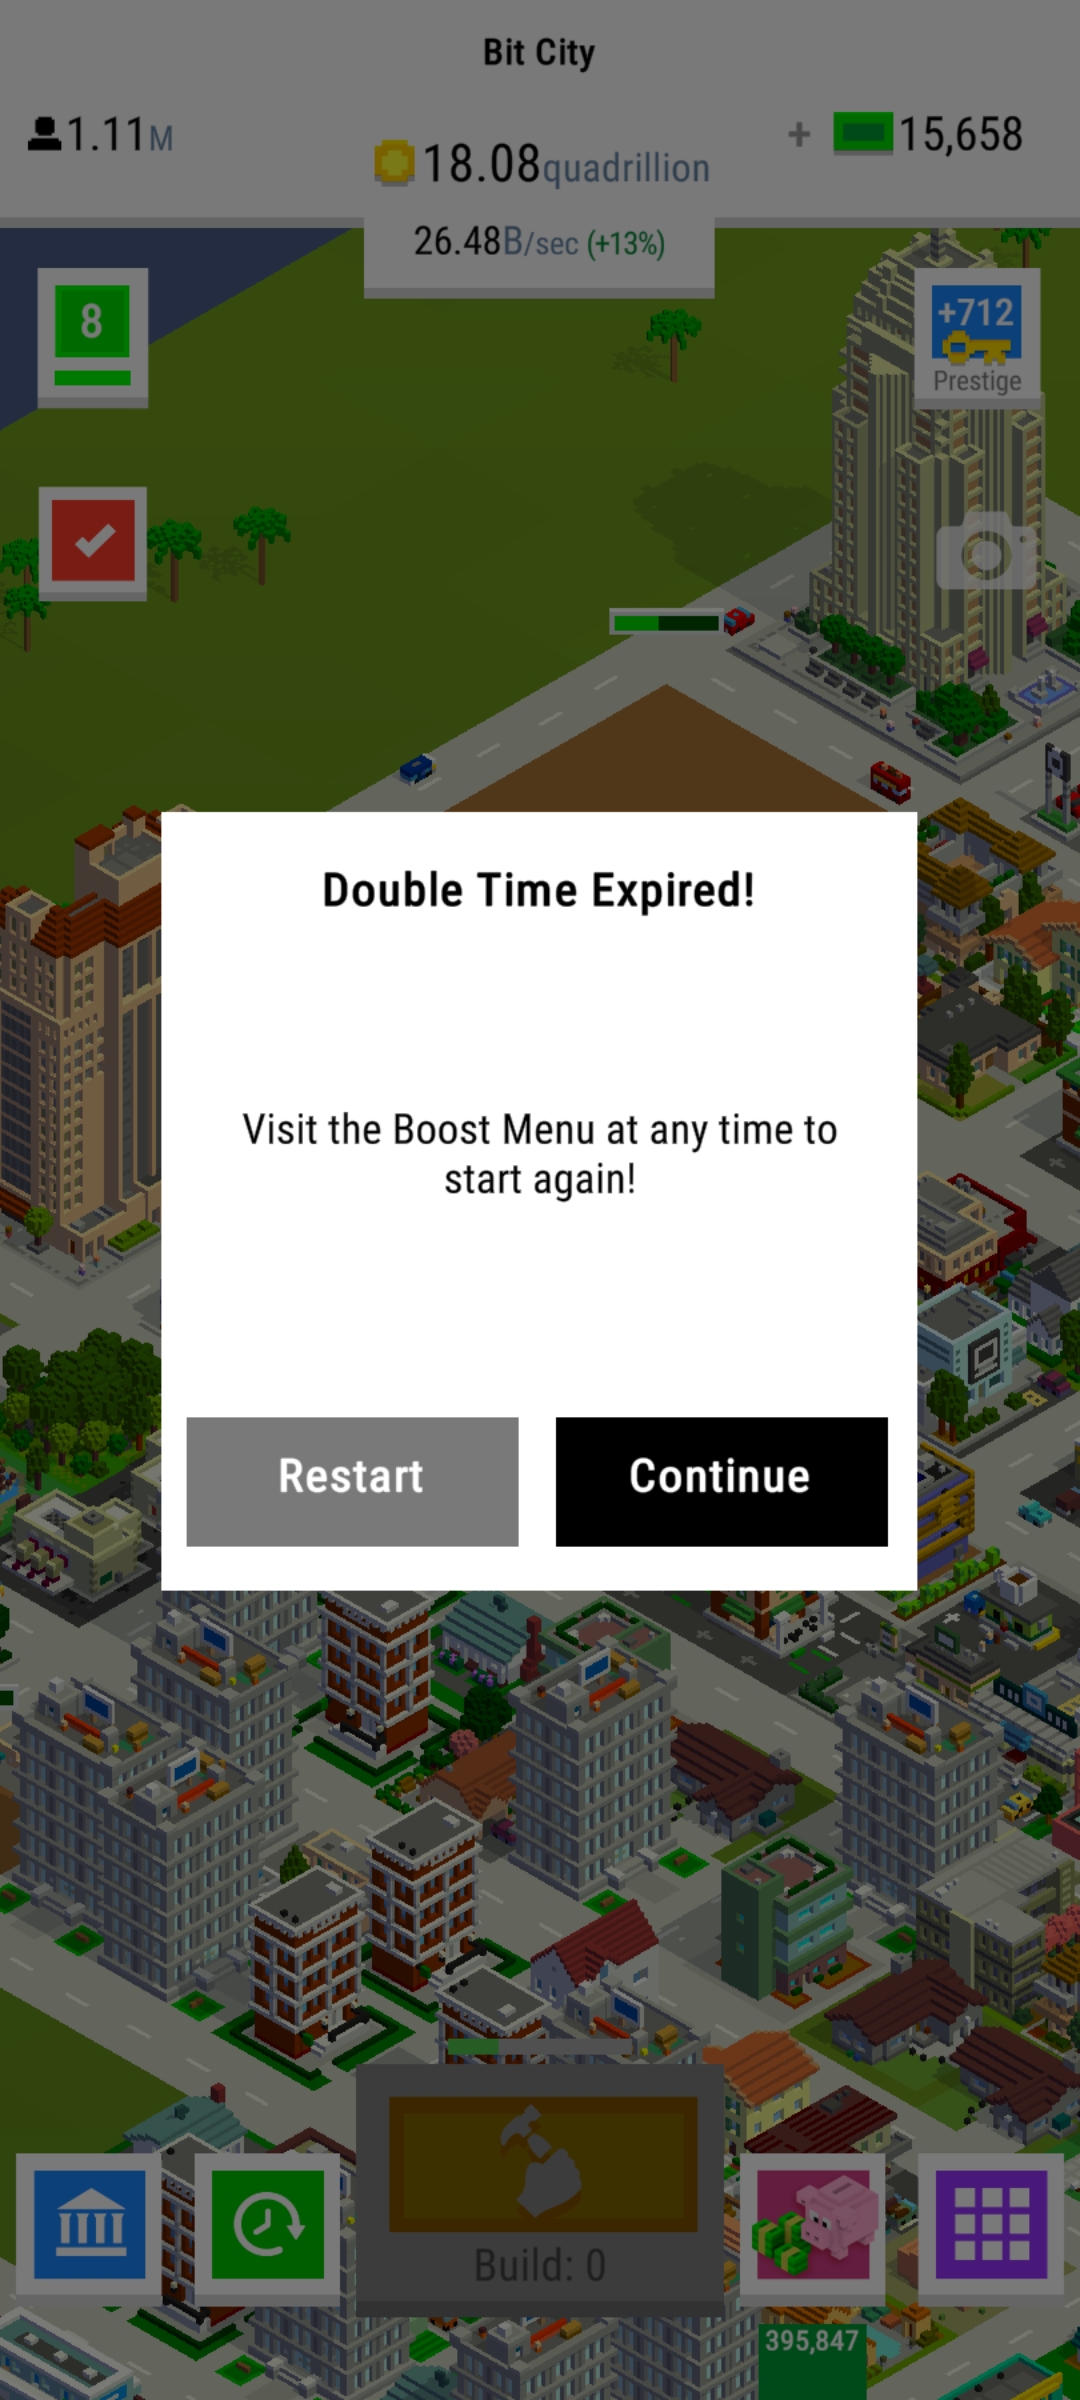 Bit City
1.11M
18.08quadrillion
+ 15,658
26.48B/sec (+13%)
8
+712
Prestige
Double Time Expired!
Visit the Boost Menu at any time to
start again!
Restart
Continue
Build: 0
395,847